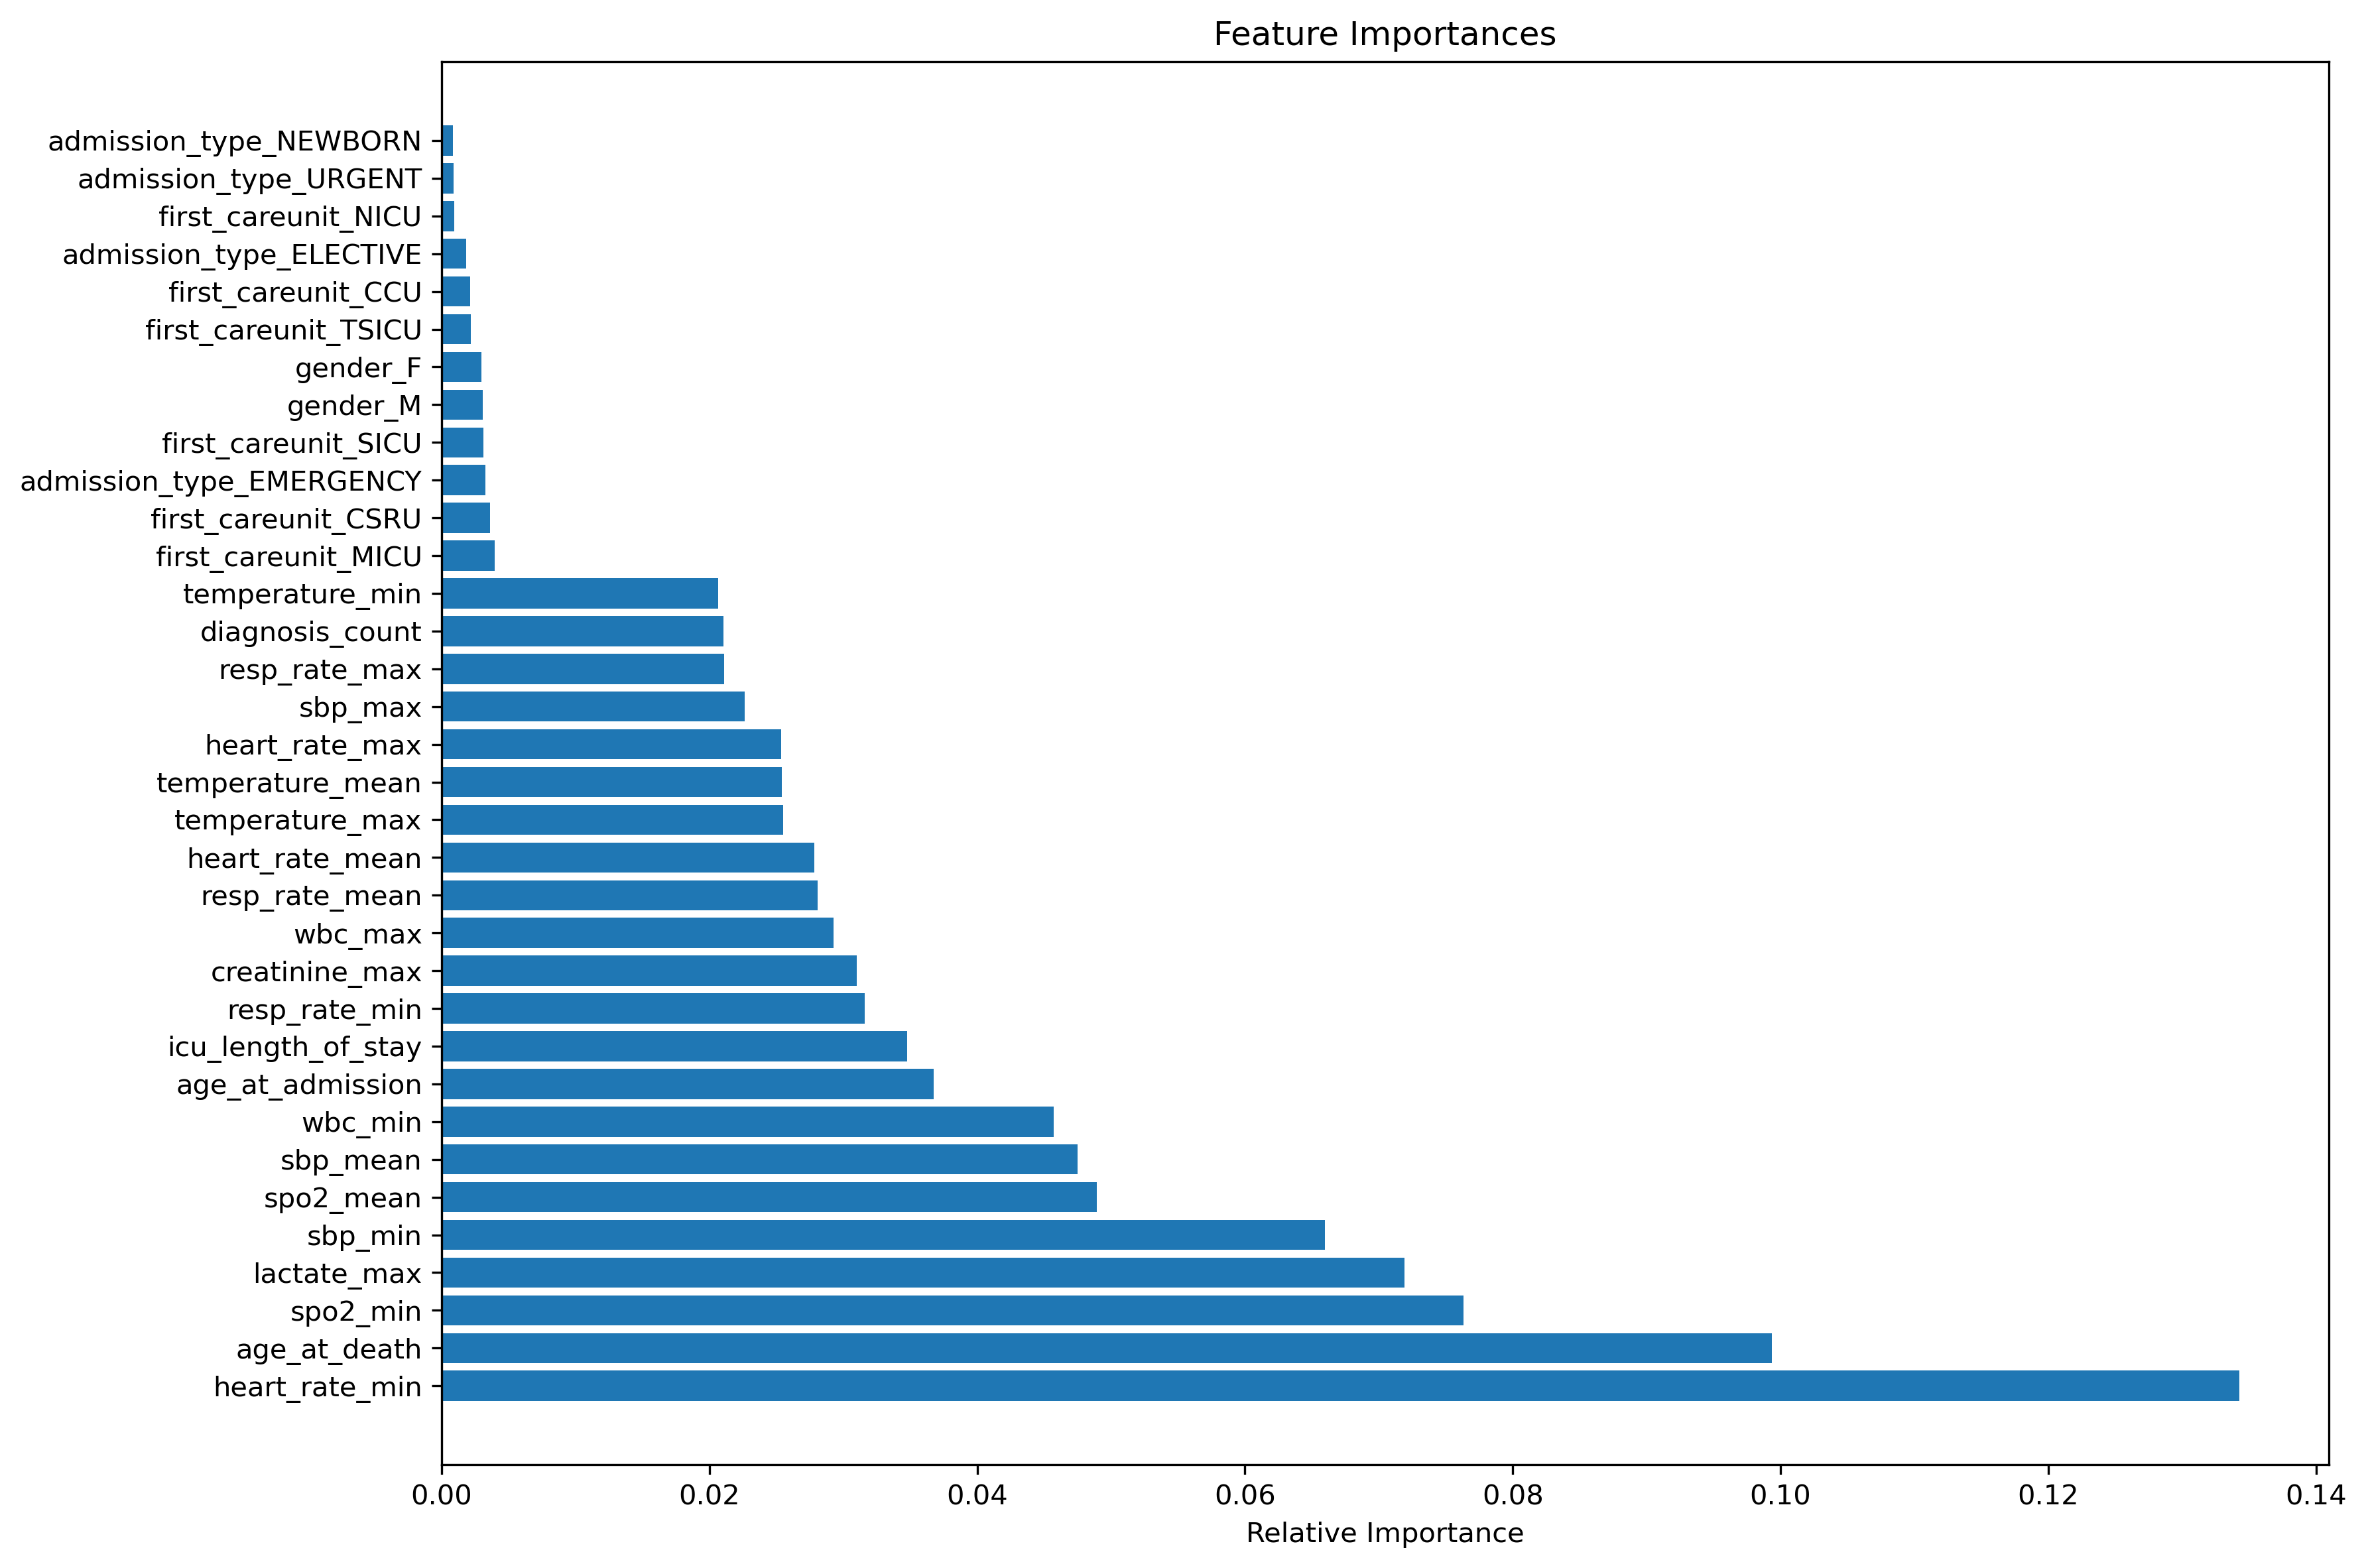 Feature Importances
admission_type_NEWBORN
admission_type_URGENT
first_careunit_NICU
admission_type_ELECTIVE
first_careunit_CCU
first_careunit_TSICU
gender_F
gender_M
first_careunit_SICU
admission_type_EMERGENCY
first_careunit_CSRU
first_careunit_MICU
temperature_min
diagnosis_count
resp_rate_max
sbp_max
heart_rate_max
temperature_mean
temperature_max
heart_rate_mean
resp_rate_mean
wbc_max
creatinine_max
resp_rate_min
icu_length_of_stay
age_at_admission
wbc_min
sbp_mean
spo2_mean
sbp_min
lactate_max
spo2_min
age_at_death
heart_rate_min
0.00 0.02 0.04 0.06 0.08 0.10 0.12 0.14
Relative Importance